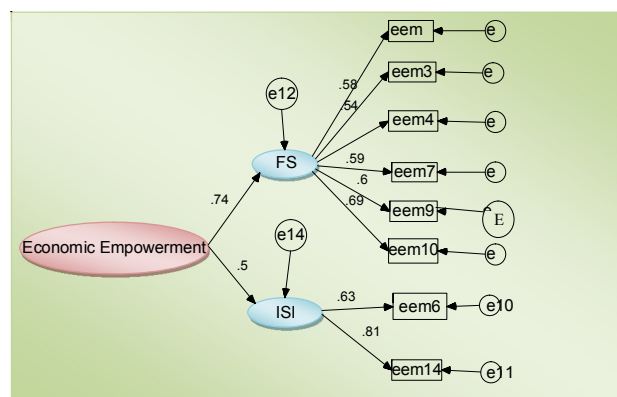 eem e
.58
eem3 e
.54
e12
eem4 e
FS
.59
eem7 e
.6
.74
.69
eem9 E
e14
eem10 e
Economic Empowerment
.5
.63
eem6 e10
ISI
.81
eem14 e11